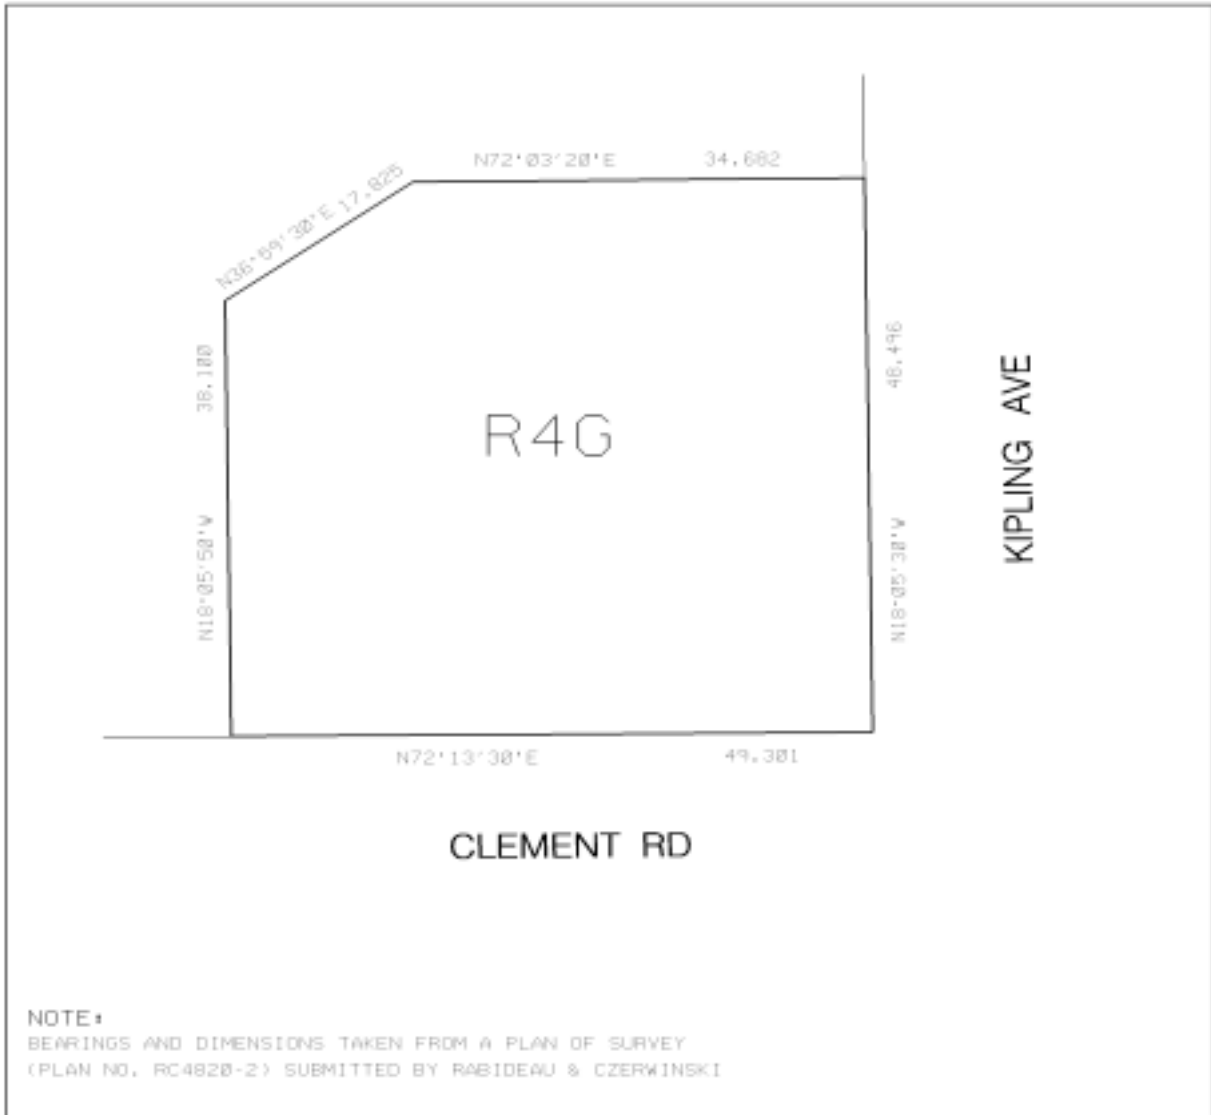 N72°03'20"E 34.682
N36°59'30"E 17.825
38.100
48.496
R4G
KIPLING AVE
N18°05'50"W
N18°05'30"W
N72°13'30"E 49.301
CLEMENT RD
NOTE:
BEARINGS AND DIMENSIONS TAKEN FROM A PLAN OF SURVEY
(PLAN NO. RC4820-2) SUBMITTED BY RABIDEAU & CZERWINSKI